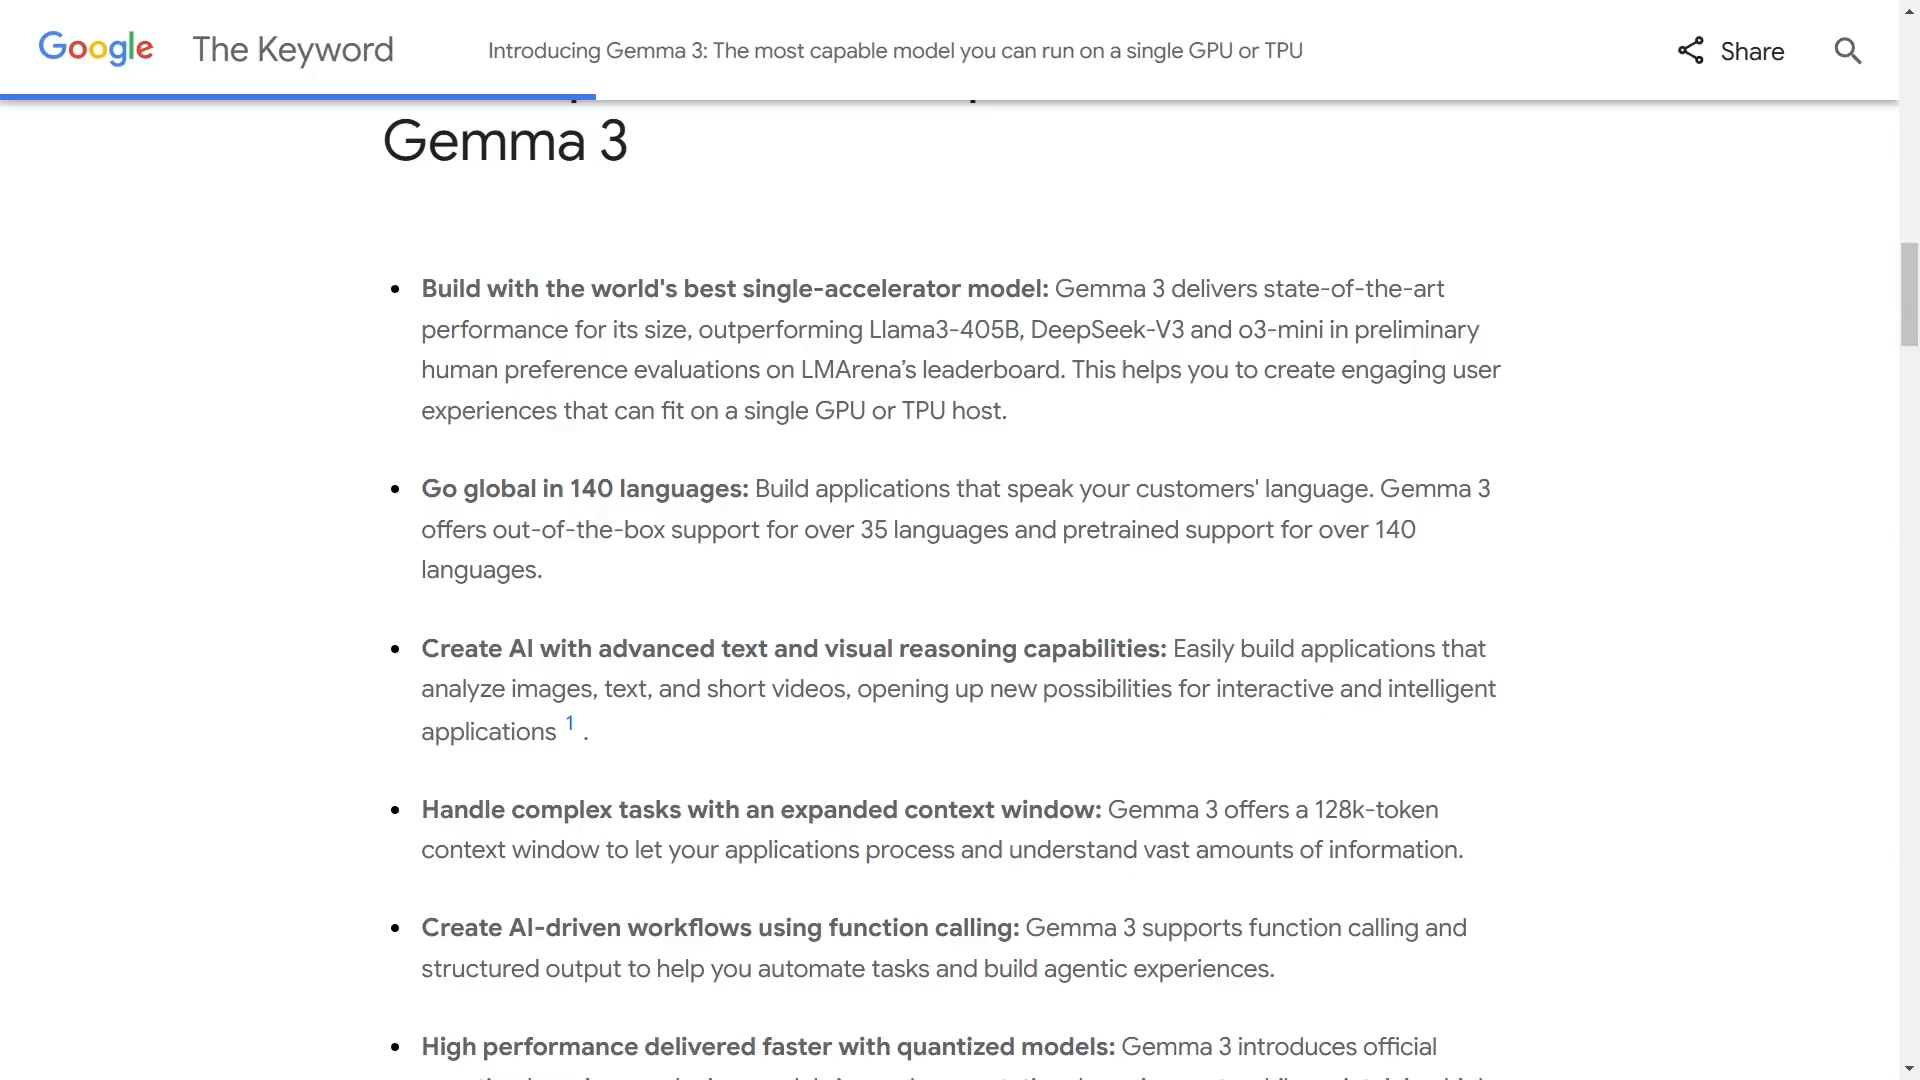 Google The Keyword Introducing Gemma 3: The most capable model you can run on a single GPU or TPU Share
Gemma 3
• Build with the world's best single-accelerator model: Gemma 3 delivers state-of-the-art
performance for its size, outperforming Llama3-405B, DeepSeek-V3 and o3-mini in preliminary
human preference evaluations on LMArena’s leaderboard. This helps you to create engaging user
experiences that can fit on a single GPU or TPU host.
• Go global in 140 languages: Build applications that speak your customers' language. Gemma 3
offers out-of-the-box support for over 35 languages and pretrained support for over 140
languages.
• Create AI with advanced text and visual reasoning capabilities: Easily build applications that
analyze images, text, and short videos, opening up new possibilities for interactive and intelligent
applications 1 .
• Handle complex tasks with an expanded context window: Gemma 3 offers a 128k-token
context window to let your applications process and understand vast amounts of information.
• Create AI-driven workflows using function calling: Gemma 3 supports function calling and
structured output to help you automate tasks and build agentic experiences.
• High performance delivered faster with quantized models: Gemma 3 introduces official